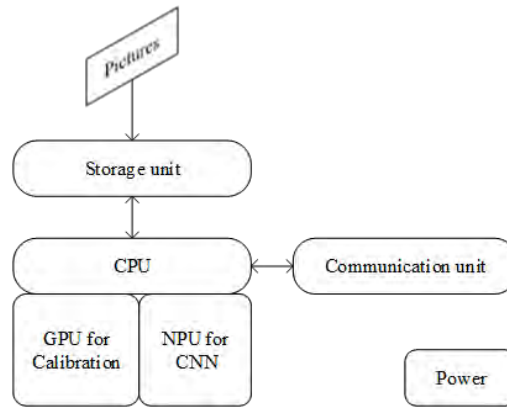 Pictures
Storage unit
CPU
Communication unit
GPU for
Calibration
NPU for
CNN
Power